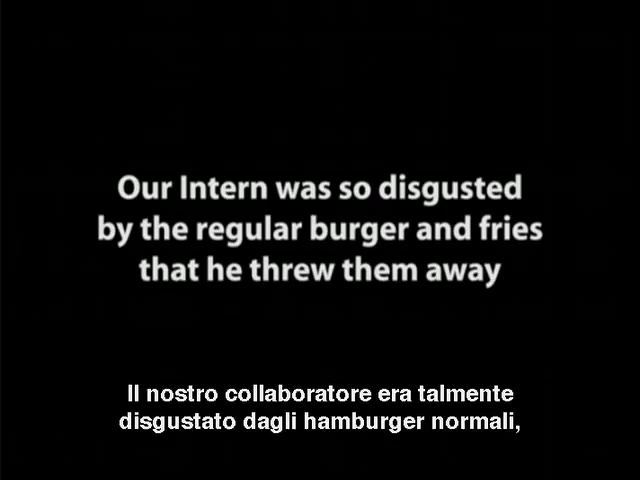 Our Intern was so disgusted
by the regular burger and fries
that he threw them away
Il nostro collaboratore era talmente
disgustato dagli hamburger normali,